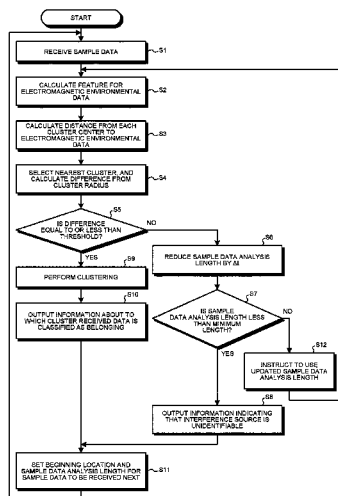 START
RECEIVE SAMPLE DATA
S1
CALCULATE FEATURE FOR
ELECTROMAGNETIC ENVIRONMENTAL
DATA
S2
CALCULATE DISTANCE FROM EACH
CLUSTER CENTER TO
ELECTROMAGNETIC ENVIRONMENTAL
DATA
S3
SELECT NEAREST CLUSTER, AND
CALCULATE DIFFERENCE FROM
CLUSTER RADIUS
S4
S5
IS DIFFERENCE
EQUAL TO OR LESS THAN
THRESHOLD?
NO
YES
S6
REDUCE SAMPLE DATA ANALYSIS
LENGTH BY Δl
S9
PERFORM CLUSTERING
S10
OUTPUT INFORMATION ABOUT TO
WHICH CLUSTER RECEIVED DATA IS
CLASSIFIED AS BELONGING
S7
IS SAMPLE
DATA ANALYSIS LENGTH LESS
THAN MINIMUM
LENGTH?
NO
YES
S12
INSTRUCT TO USE
UPDATED SAMPLE DATA
ANALYSIS LENGTH
S8
OUTPUT INFORMATION INDICATING
THAT INTERFERENCE SOURCE IS
UNIDENTIFIABLE
SET BEGINNING LOCATION AND
SAMPLE DATA ANALYSIS LENGTH FOR
SAMPLE DATA TO BE RECEIVED NEXT
S11